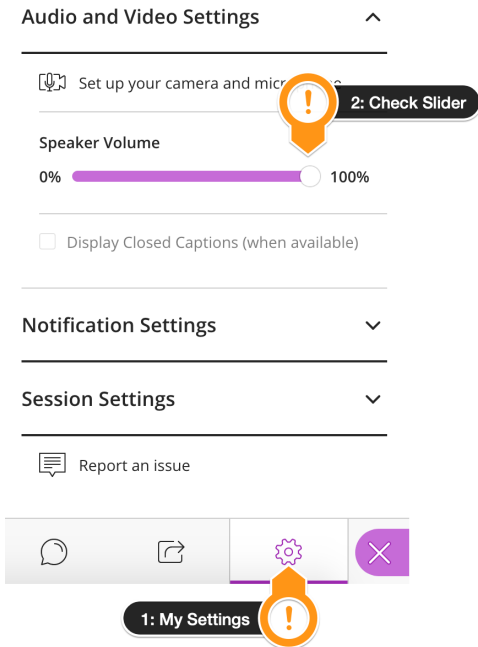 Audio and Video Settings
Set up your camera and
2: Check Slider
Speaker Volume
0% 100%
Display Closed Captions (when available)
Notification Settings
Session Settings
Report an issue
1: My Settings